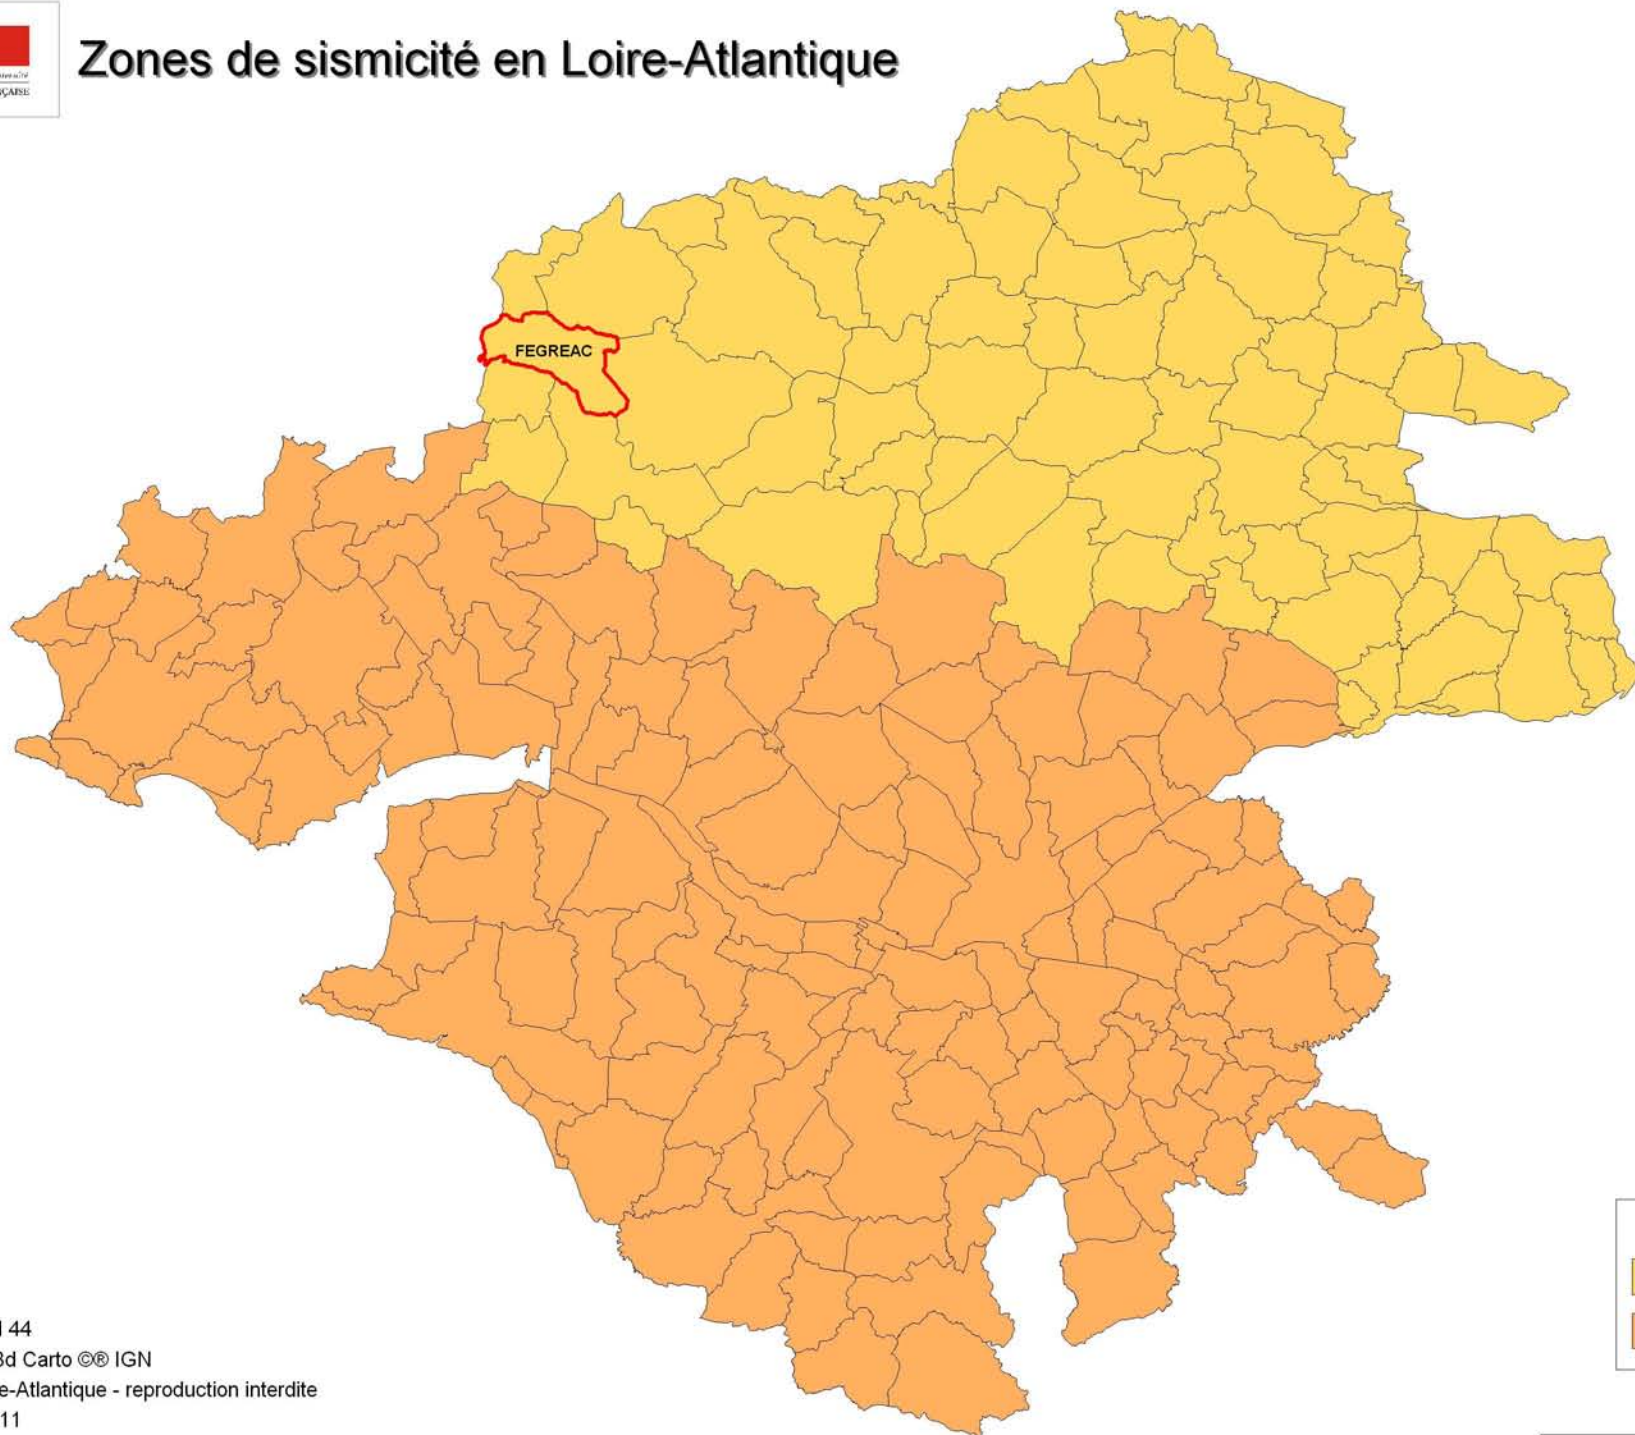 Zones de sismicité en Loire-Atlantique
FEGREAC
44
3d Carto ©® IGN
e-Atlantique - reproduction interdite
11